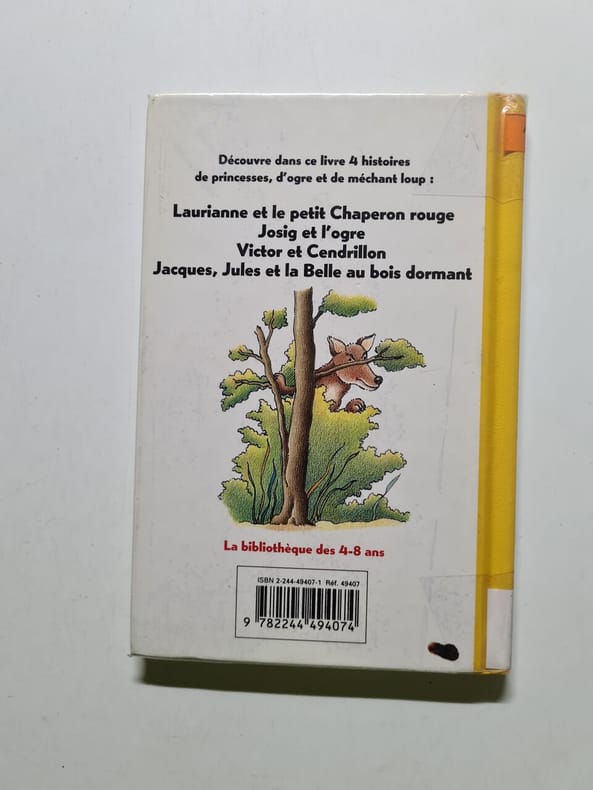 Découvre dans ce livre 4 histoires
de princesses, d'ogre et de méchant loup :
Laurianne et le petit Chaperon rouge
Josig et l'ogre
Victor et Cendrillon
Jacques, Jules et la Belle au bois dormant
La bibliothèque des 4-8 ans
ISBN 2-244-49407-1 Réf. 49407
9 782244 494074